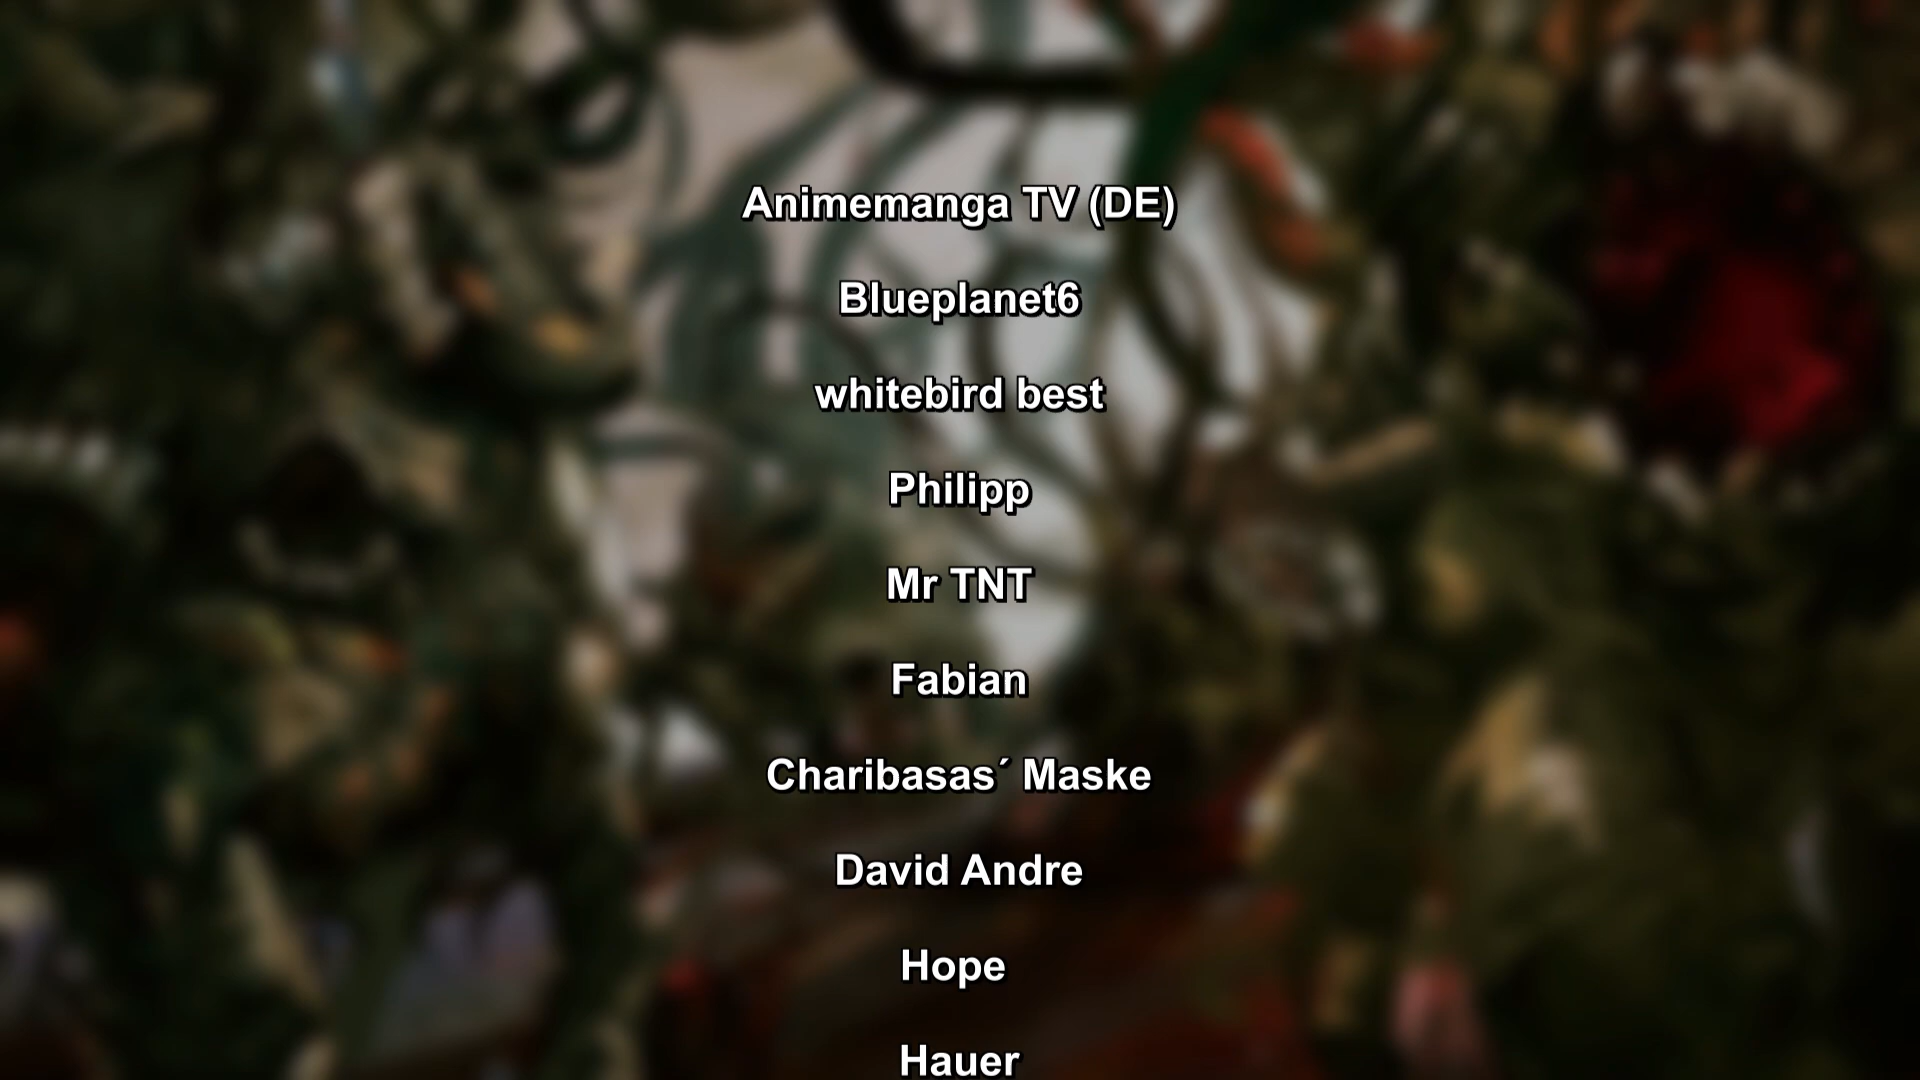 Animemanga TV (DE)
Blueplanet6
whitebird best
Philipp
Mr TNT
Fabian
Charibasas´ Maske
David Andre
Hope
Hauer